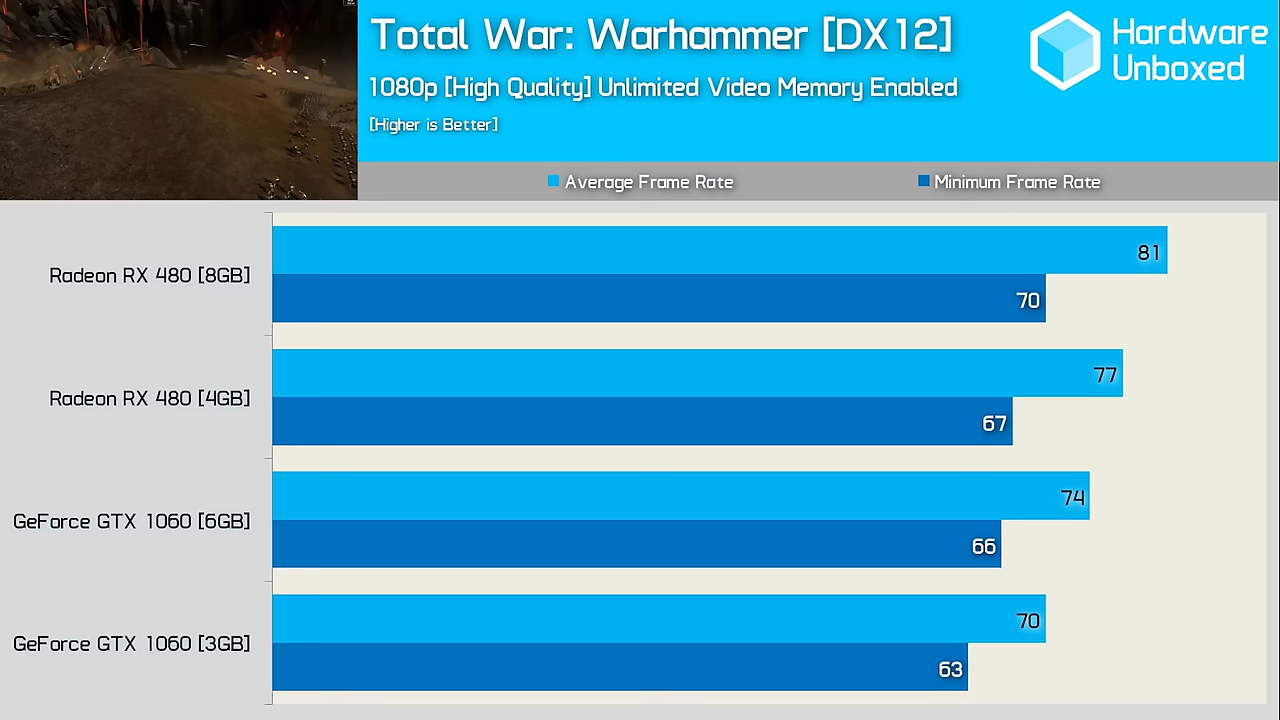 Total War: Warhammer [DX12]
1080p [High Quality] Unlimited Video Memory Enabled
[Higher is Better]
Hardware
Unboxed
Average Frame Rate
Minimum Frame Rate
Radeon RX 480 [8GB]
81
70
Radeon RX 480 [4GB]
77
67
GeForce GTX 1060 [6GB]
74
66
GeForce GTX 1060 [3GB]
70
63